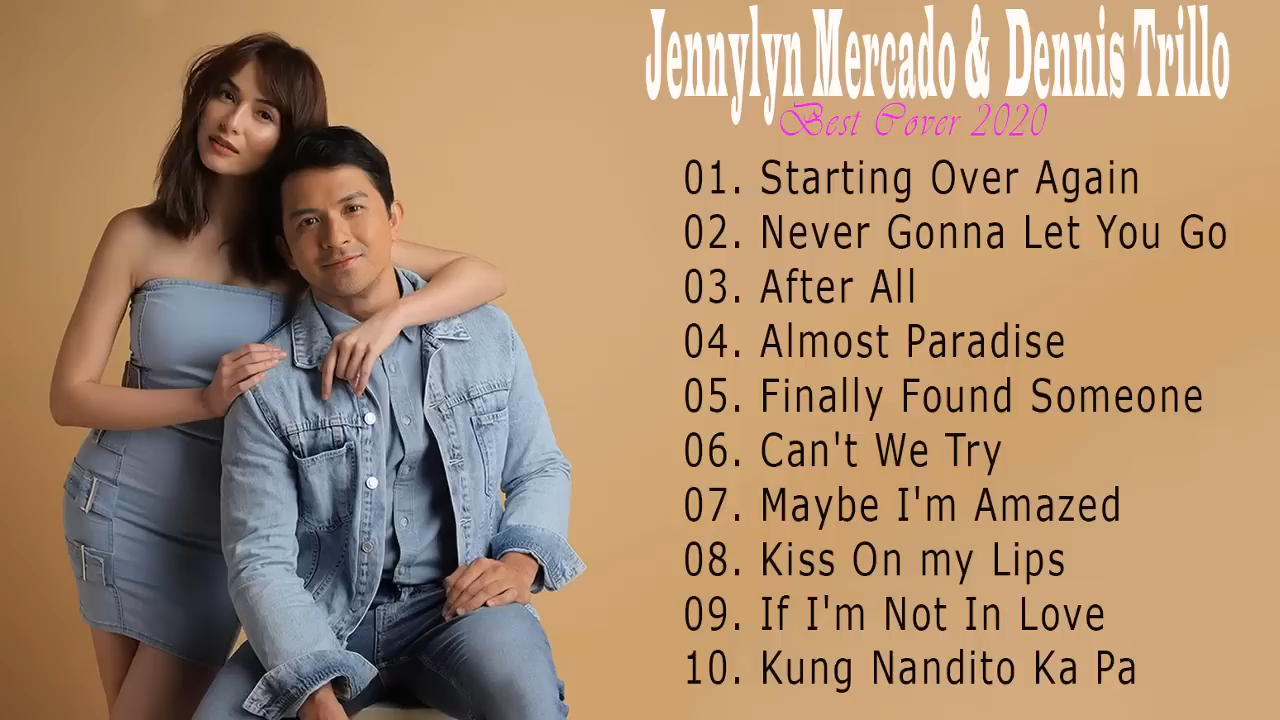 Jennylyn Mercado & Dennis Trillo
Best Cover 2020
01. Starting Over Again
02. Never Gonna Let You Go
03. After All
04. Almost Paradise
05. Finally Found Someone
06. Can't We Try
07. Maybe I'm Amazed
08. Kiss On my Lips
09. If I'm Not In Love
10. Kung Nandito Ka Pa